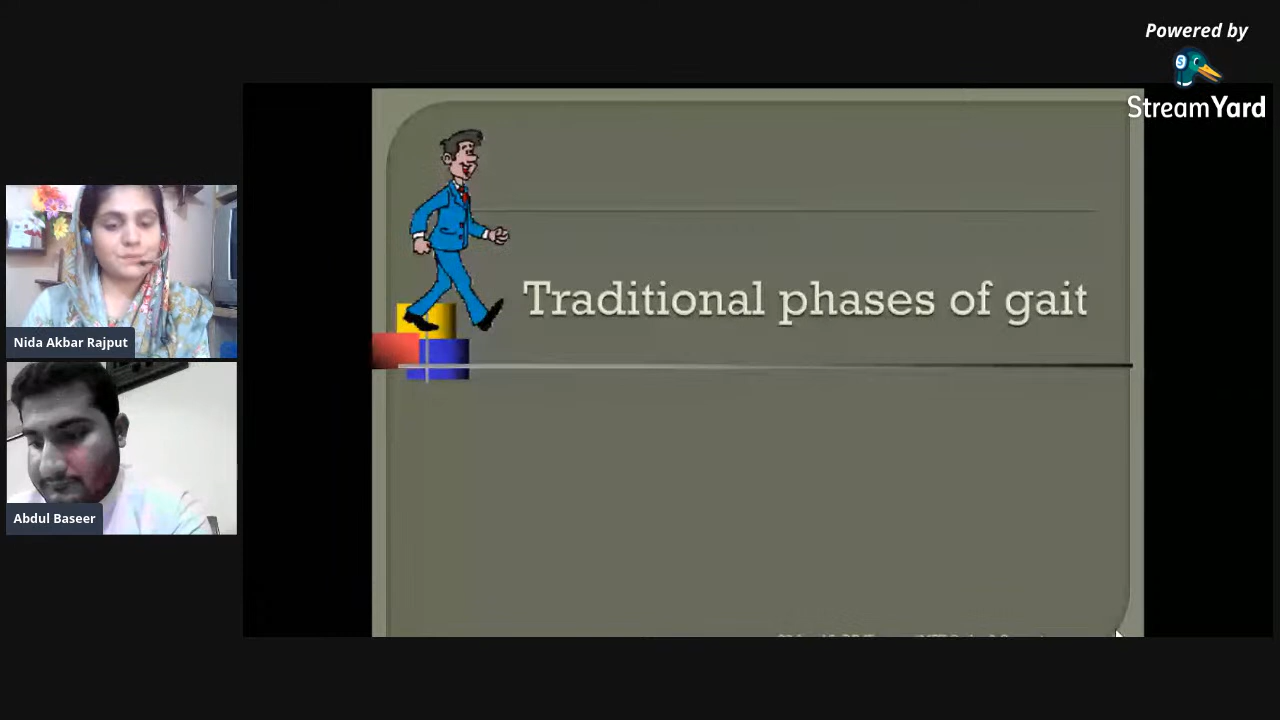 Powered by
StreamYard
Traditional phases of gait
Nida Akbar Rajput
Abdul Baseer